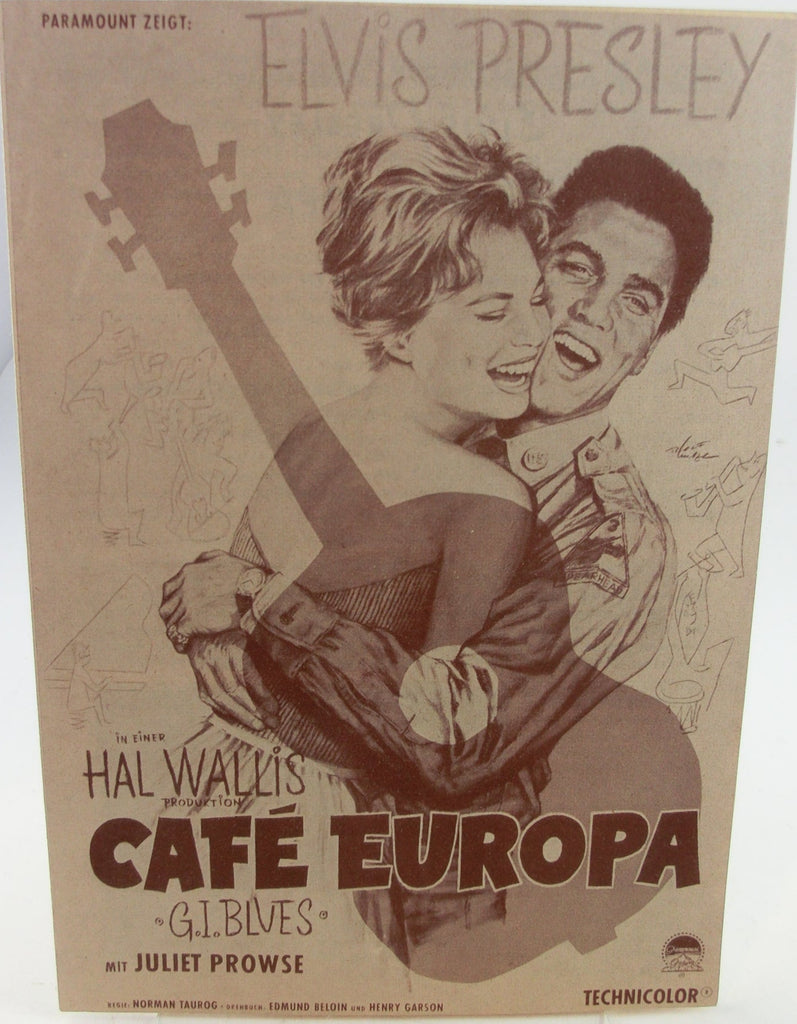 PARAMOUNT ZEIGT:
ELVIS PRESLEY
IN EINER
HAL WALLIS
PRODUKTION
CAFÉ EUROPA
• G.I. BLUES •
MIT JULIET PROWSE
REGIE: NORMAN TAUROG • DREHBUCH: EDMUND BELOIN UND HENRY GARSON
Paramount
TECHNICOLOR®